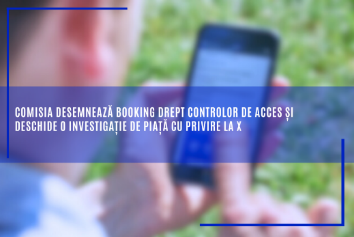 COMISIA DESEMNEAZĂ BOOKING DREPT CONTROLOR DE ACCES ȘI
DESCHIDE O INVESTIGAȚIE DE PIAȚĂ CU PRIVIRE LA X